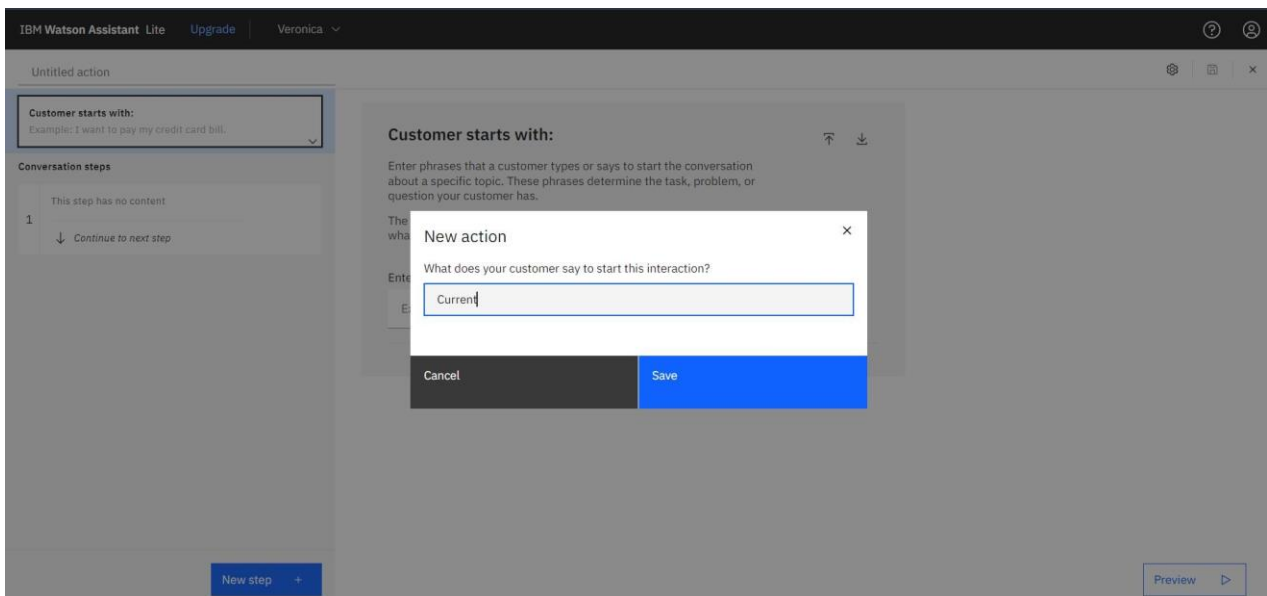 IBM Watson Assistant Lite Upgrade Veronica
Untitled action
Customer starts with:
Example: I want to pay my credit card bill.
Conversation steps
1
This step has no content
Continue to next step
New step +
Customer starts with:
Enter phrases that a customer types or says to start the conversation
about a specific topic. These phrases determine the task, problem, or
question your customer has.
The
wha
Ente
New action
What does your customer say to start this interaction?
Current
Cancel
Save
Preview